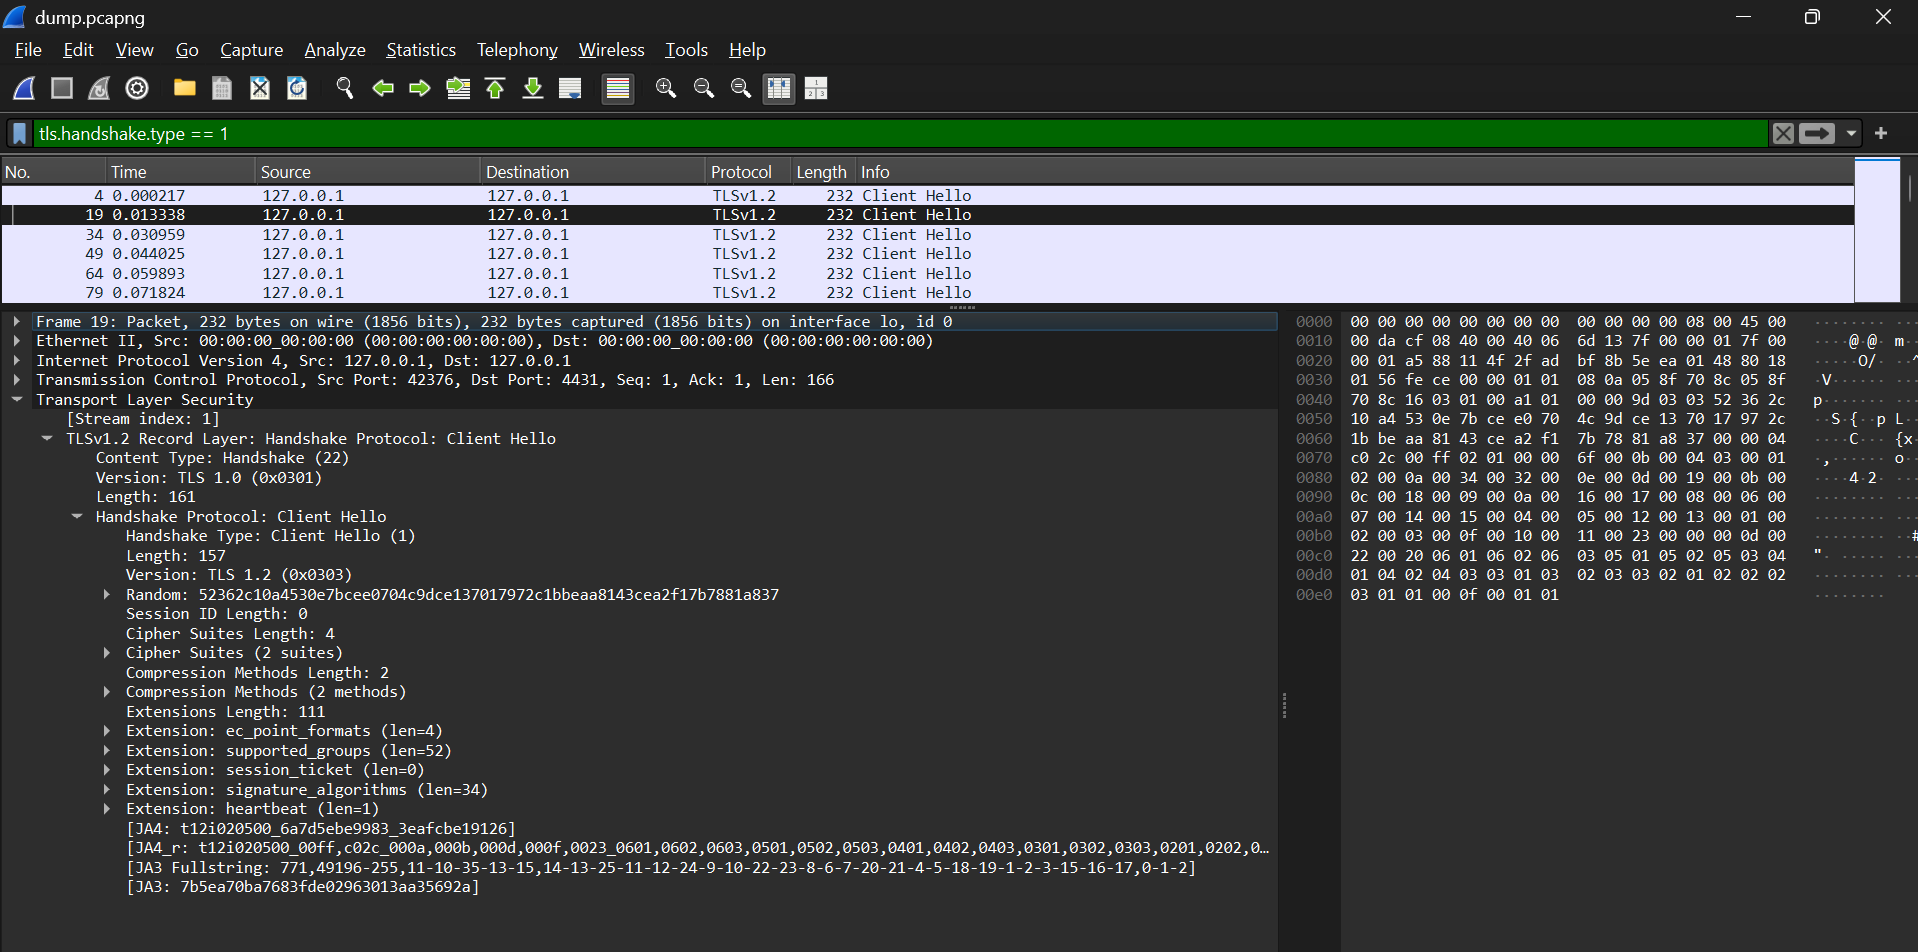 dump.pcapng
File Edit View Go Capture Analyze Statistics Telephony Wireless Tools Help
tls.handshake.type == 1
No. Time Source Destination Protocol Length Info
4 0.000217 127.0.0.1 127.0.0.1 TLSv1.2 232 Client Hello
19 0.013338 127.0.0.1 127.0.0.1 TLSv1.2 232 Client Hello
34 0.030959 127.0.0.1 127.0.0.1 TLSv1.2 232 Client Hello
49 0.044025 127.0.0.1 127.0.0.1 TLSv1.2 232 Client Hello
64 0.059893 127.0.0.1 127.0.0.1 TLSv1.2 232 Client Hello
79 0.071824 127.0.0.1 127.0.0.1 TLSv1.2 232 Client Hello
Frame 19: Packet, 232 bytes on wire (1856 bits), 232 bytes captured (1856 bits) on interface lo, id 0
Ethernet II, Src: 00:00:00_00:00:00 (00:00:00:00:00:00), Dst: 00:00:00_00:00:00 (00:00:00:00:00:00)
Internet Protocol Version 4, Src: 127.0.0.1, Dst: 127.0.0.1
Transmission Control Protocol, Src Port: 42376, Dst Port: 4431, Seq: 1, Ack: 1, Len: 166
Transport Layer Security
[Stream index: 1]
TLSv1.2 Record Layer: Handshake Protocol: Client Hello
Content Type: Handshake (22)
Version: TLS 1.0 (0x0301)
Length: 161
Handshake Protocol: Client Hello
Handshake Type: Client Hello (1)
Length: 157
Version: TLS 1.2 (0x0303)
Random: 52362c10a4530e7bcee0704c9dce137017972c1bbeaa8143cea2f17b7881a837
Session ID Length: 0
Cipher Suites Length: 4
Cipher Suites (2 suites)
Compression Methods Length: 2
Compression Methods (2 methods)
Extensions Length: 111
Extension: ec_point_formats (len=4)
Extension: supported_groups (len=52)
Extension: session_ticket (len=0)
Extension: signature_algorithms (len=34)
Extension: heartbeat (len=1)
[JA4: t12i020500_6a7d5ebe9983_3eafcbe19126]
[JA4_r: t12i020500_00ff,c02c_000a,000b,000d,000f,0023_0601,0602,0603,0501,0502,0503,0401,0402,0403,0301,0302,0303,0201,0202,0…
[JA3 Fullstring: 771,49196-255,11-10-35-13-15,14-13-25-11-12-24-9-10-22-23-8-6-7-20-21-4-5-18-19-1-2-3-15-16-17,0-1-2]
[JA3: 7b5ea70ba7683fde02963013aa35692a]
0000 00 00 00 00 00 00 00 00 00 00 00 00 08 00 45 00 ········ ··
0010 00 da cf 08 40 00 40 06 6d 13 7f 00 00 01 7f 00 ····@·@· m·
0020 00 01 a5 88 11 4f 2f ad bf 8b 5e ea 01 48 80 18 ·····O/· ··^
0030 01 56 fe ce 00 00 01 01 08 0a 05 8f 70 8c 05 8f ·V······ ···
0040 70 8c 16 03 01 00 a1 01 00 00 9d 03 03 52 36 2c p······· ···
0050 10 a4 53 0e 7b ce e0 70 4c 9d ce 13 70 17 97 2c ··S·{··p L··
0060 1b be aa 81 43 ce a2 f1 7b 78 81 a8 37 00 00 04 ····C··· {x·
0070 c0 2c 00 ff 02 01 00 00 6f 00 0b 00 04 03 00 01 ·,······ o··
0080 02 00 0a 00 34 00 32 00 0e 00 0d 00 19 00 0b 00 ····4·2· ···
0090 0c 00 18 00 09 00 0a 00 16 00 17 00 08 00 06 00 ········ ···
00a0 07 00 14 00 15 00 04 00 05 00 12 00 13 00 01 00 ········ ···
00b0 02 00 03 00 0f 00 10 00 11 00 23 00 00 00 0d 00 ········ ··#
00c0 22 00 20 06 01 06 02 06 03 05 01 05 02 05 03 04 "· ····· ···
00d0 01 04 02 04 03 03 01 03 02 03 03 02 01 02 02 02 ········ ···
00e0 03 01 01 00 0f 00 01 01 ········